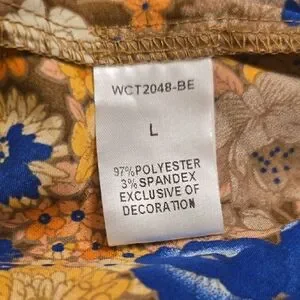 WCT2048-BE
L
97% POLYESTER
3% SPANDEX
EXCLUSIVE OF
DECORATION